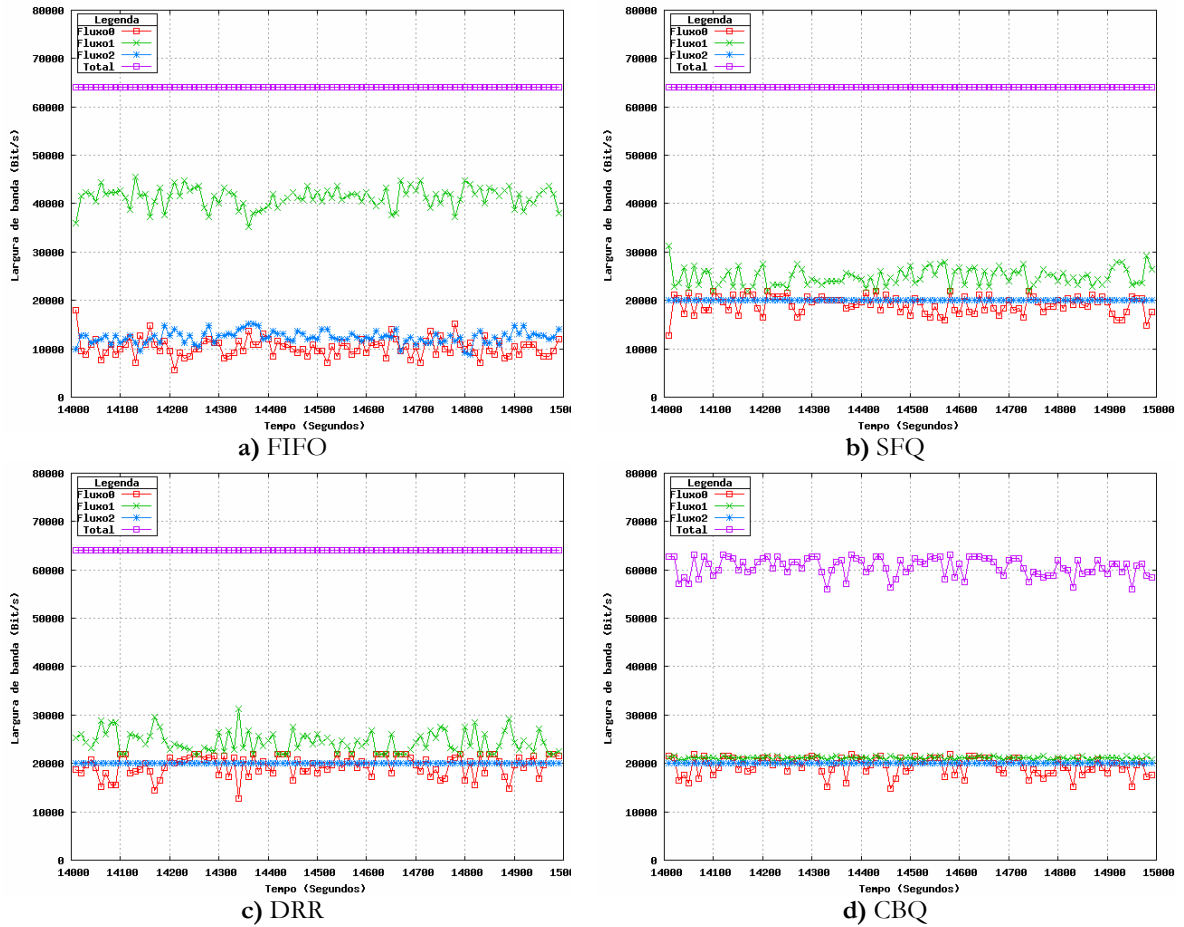 80000
70000
60000
50000
40000
30000
20000
10000
0
Largura de banda (Bit/s)
Legenda
Fluxo0
Fluxo1
Fluxo2
Total
14000 14100 14200 14300 14400 14500 14600 14700 14800 14900 1500
Tempo (Segundos)
a) FIFO
80000
70000
60000
50000
40000
30000
20000
10000
0
Largura de banda (Bit/s)
Legenda
Fluxo0
Fluxo1
Fluxo2
Total
14000 14100 14200 14300 14400 14500 14600 14700 14800 14900 15000
Tempo (Segundos)
b) SFQ
80000
70000
60000
50000
40000
30000
20000
10000
0
Largura de banda (Bit/s)
Legenda
Fluxo0
Fluxo1
Fluxo2
Total
14000 14100 14200 14300 14400 14500 14600 14700 14800 14900 1500
Tempo (Segundos)
c) DRR
80000
70000
60000
50000
40000
30000
20000
10000
0
Largura de banda (Bit/s)
Legenda
Fluxo0
Fluxo1
Fluxo2
Total
14000 14100 14200 14300 14400 14500 14600 14700 14800 14900 15000
Tempo (Segundos)
d) CBQ